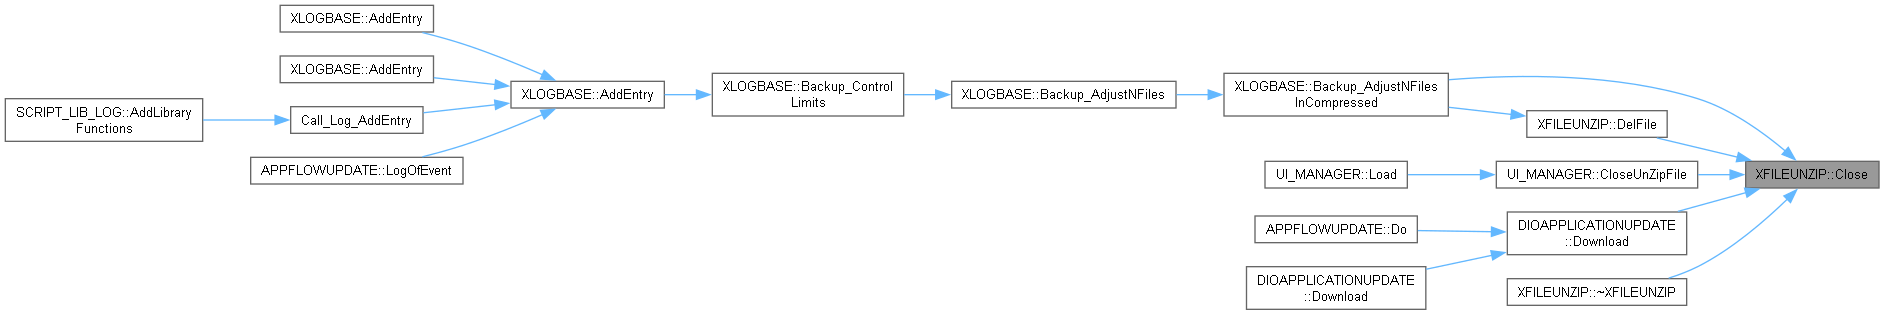 XLOGBASE::AddEntry
XLOGBASE::AddEntry
SCRIPT_LIB_LOG::AddLibrary
Functions
Call_Log_AddEntry
APPFLOWUPDATE::LogOfEvent
XLOGBASE::AddEntry
XLOGBASE::Backup_Control
Limits
XLOGBASE::Backup_AdjustNFiles
XLOGBASE::Backup_AdjustNFiles
InCompressed
XFILEUNZIP::DelFile
UI_MANAGER::Load
UI_MANAGER::CloseUnZipFile
XFILEUNZIP::Close
APPFLOWUPDATE::Do
DIOAPPLICATIONUPDATE
::Download
DIOAPPLICATIONUPDATE
::Download
XFILEUNZIP::~XFILEUNZIP